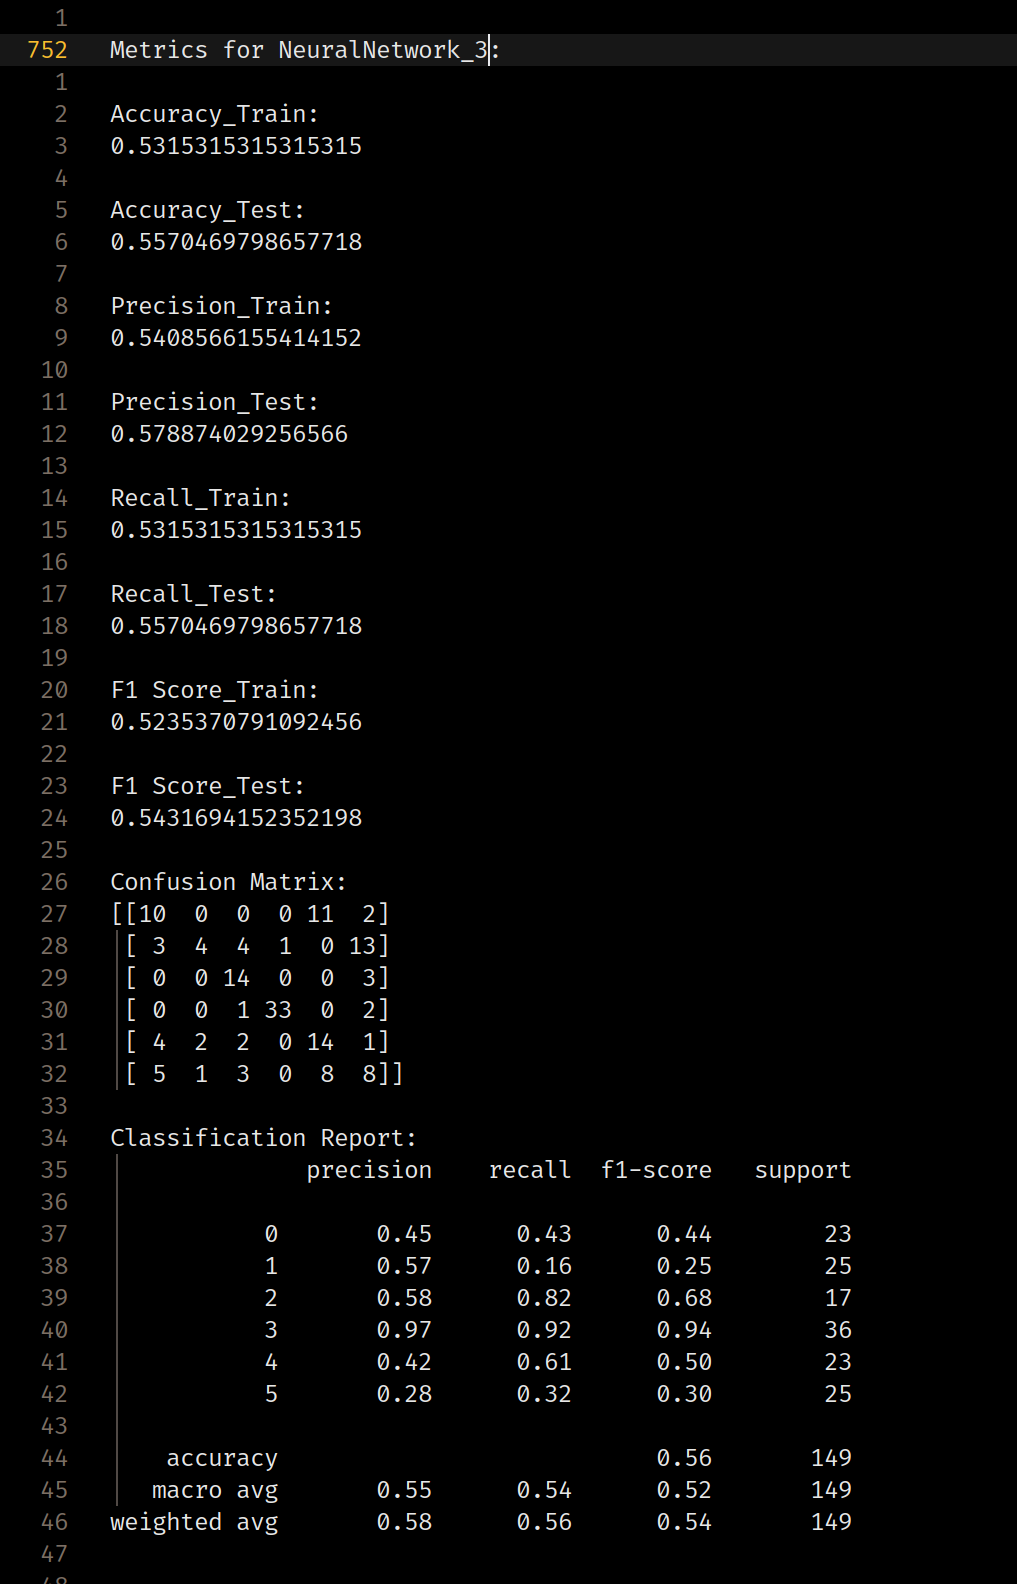 1
752 Metrics for NeuralNetwork_3:
1
2 Accuracy_Train:
3 0.5315315315315315
4
5 Accuracy_Test:
6 0.5570469798657718
7
8 Precision_Train:
9 0.5408566155414152
10
11 Precision_Test:
12 0.578874029256566
13
14 Recall_Train:
15 0.5315315315315315
16
17 Recall_Test:
18 0.5570469798657718
19
20 F1 Score_Train:
21 0.5235370791092456
22
23 F1 Score_Test:
24 0.5431694152352198
25
26 Confusion Matrix:
27 [[10  0  0  0 11  2]
28  [ 3  4  4  1  0 13]
29  [ 0  0 14  0  0  3]
30  [ 0  0  1 33  0  2]
31  [ 4  2  2  0 14  1]
32  [ 5  1  3  0  8  8]]
33
34 Classification Report:
35               precision    recall  f1-score   support
36
37            0       0.45      0.43      0.44        23
38            1       0.57      0.16      0.25        25
39            2       0.58      0.82      0.68        17
40            3       0.97      0.92      0.94        36
41            4       0.42      0.61      0.50        23
42            5       0.28      0.32      0.30        25
43
44     accuracy                           0.56       149
45    macro avg       0.55      0.54      0.52       149
46 weighted avg       0.58      0.56      0.54       149
47
48